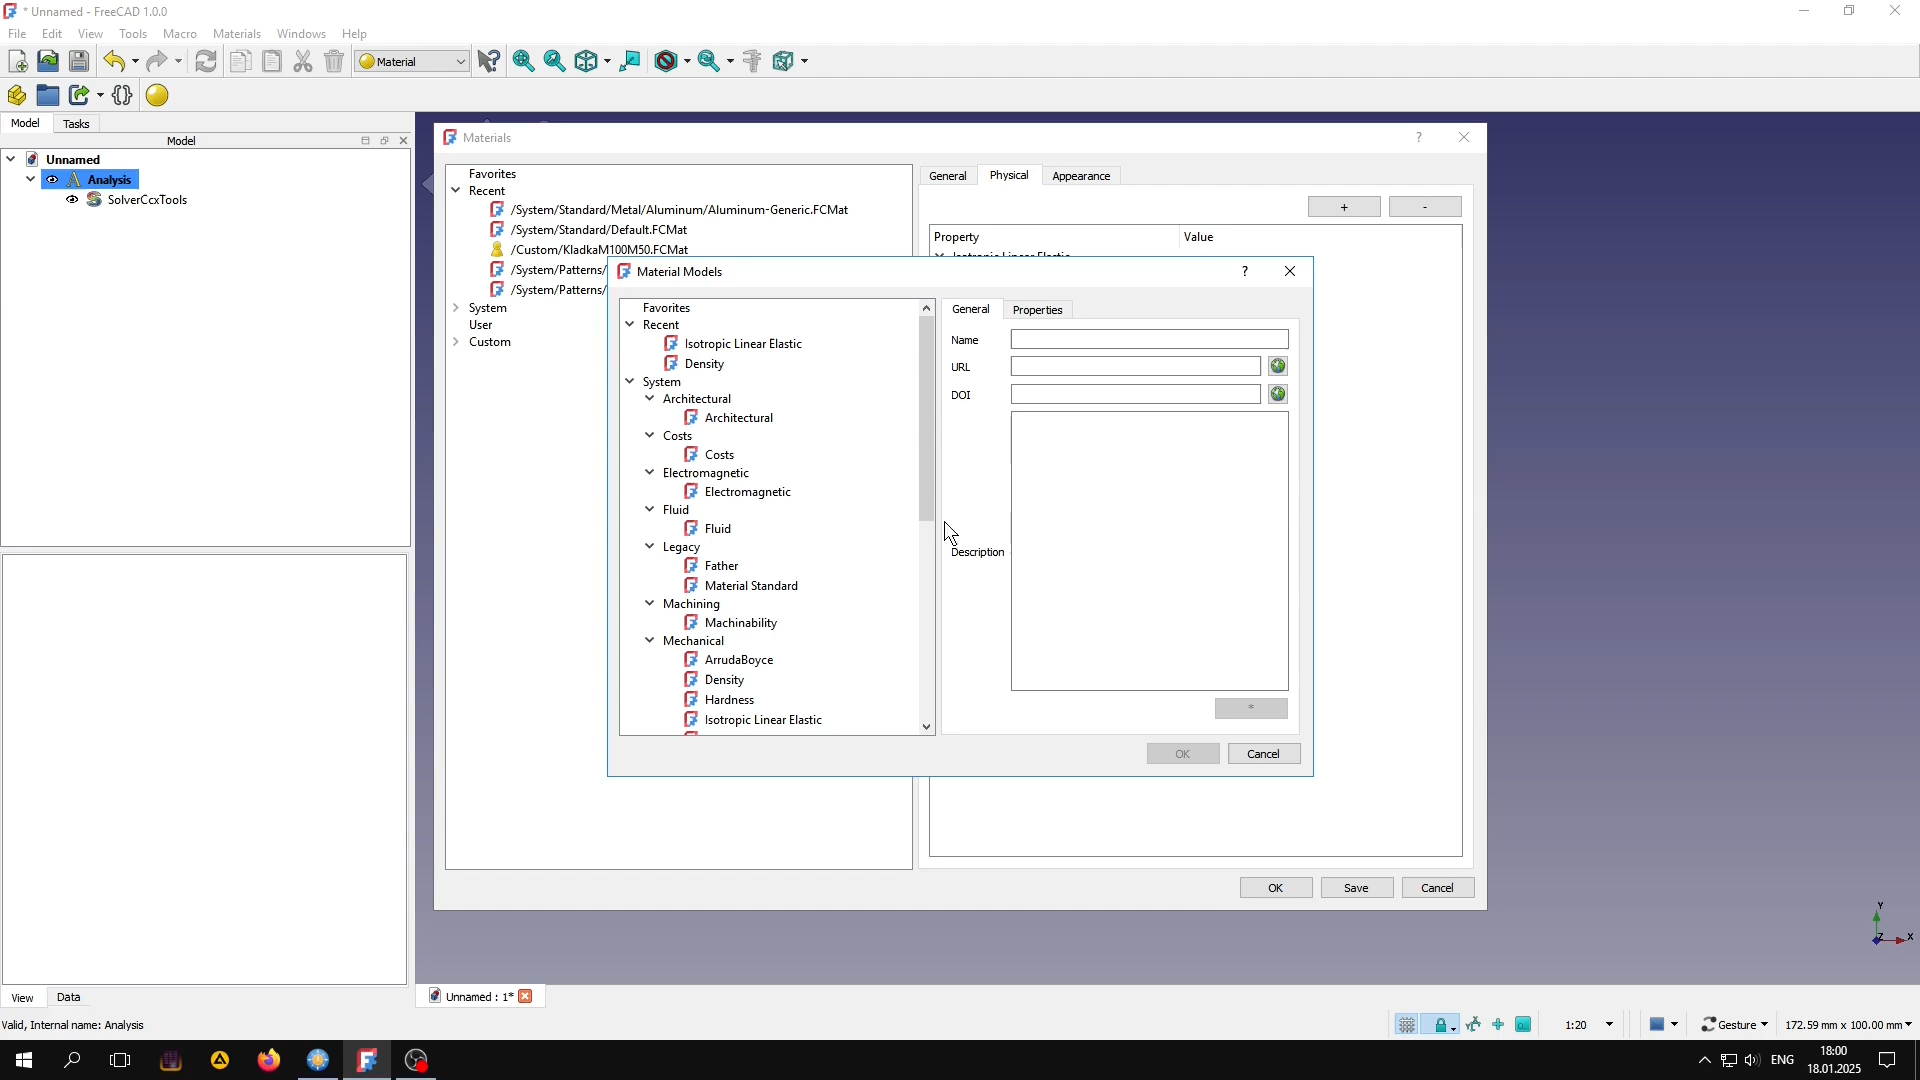 * Unnamed - FreeCAD 1.0.0
File Edit View Tools Macro Materials Windows Help
Material
Model Tasks
Model
Unnamed
Analysis
SolverCcxTools
Materials
?
Favorites
Recent
/System/Standard/Metal/Aluminum/Aluminum-Generic.FCMat
/System/Standard/Default.FCMat
/Custom/KladkaM100M50.FCMat
/System/Patterns/
/System/Patterns/
System
User
Custom
General Physical Appearance
+ -
Property Value
Material Models
?
Favorites
Recent
Isotropic Linear Elastic
Density
System
Architectural
Architectural
Costs
Costs
Electromagnetic
Electromagnetic
Fluid
Fluid
Legacy
Father
Material Standard
Machining
Machinability
Mechanical
ArrudaBoyce
Density
Hardness
Isotropic Linear Elastic
General Properties
Name
URL
DOI
Description
*
OK Cancel
OK Save Cancel
Y
Z X
View Data
Unnamed : 1*
Valid, Internal name: Analysis
1:20
Gesture
172.59 mm x 100.00 mm
ENG
18:00
18.01.2025